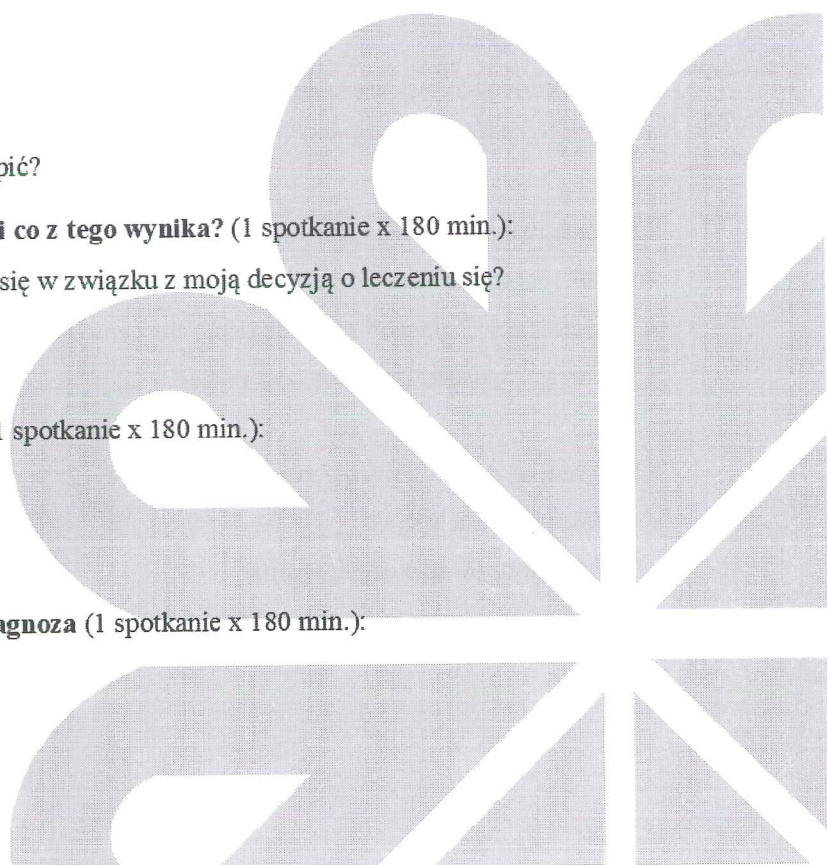 pić?
i co z tego wynika? (1 spotkanie x 180 min.):
się w związku z moją decyzją o leczeniu się?
spotkanie x 180 min.):
agnoza (1 spotkanie x 180 min.):